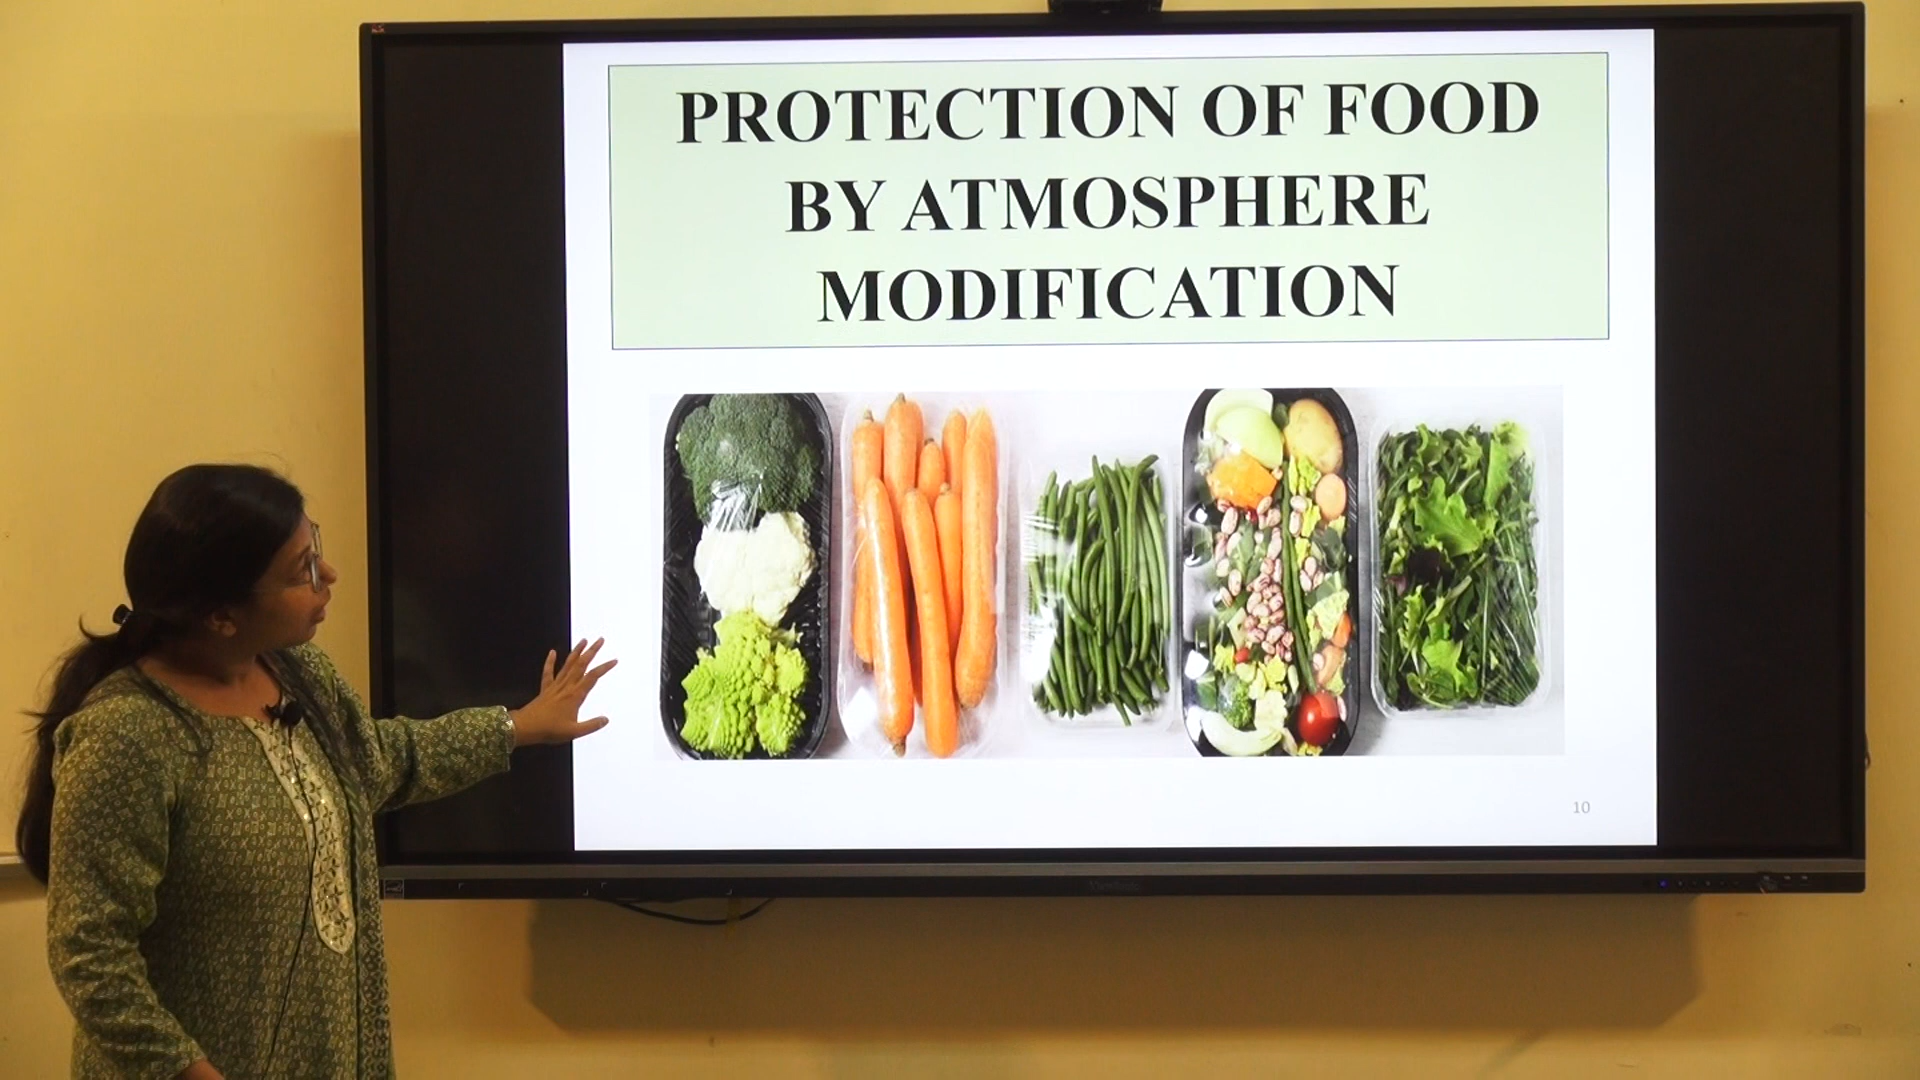 PROTECTION OF FOOD
BY ATMOSPHERE
MODIFICATION
10